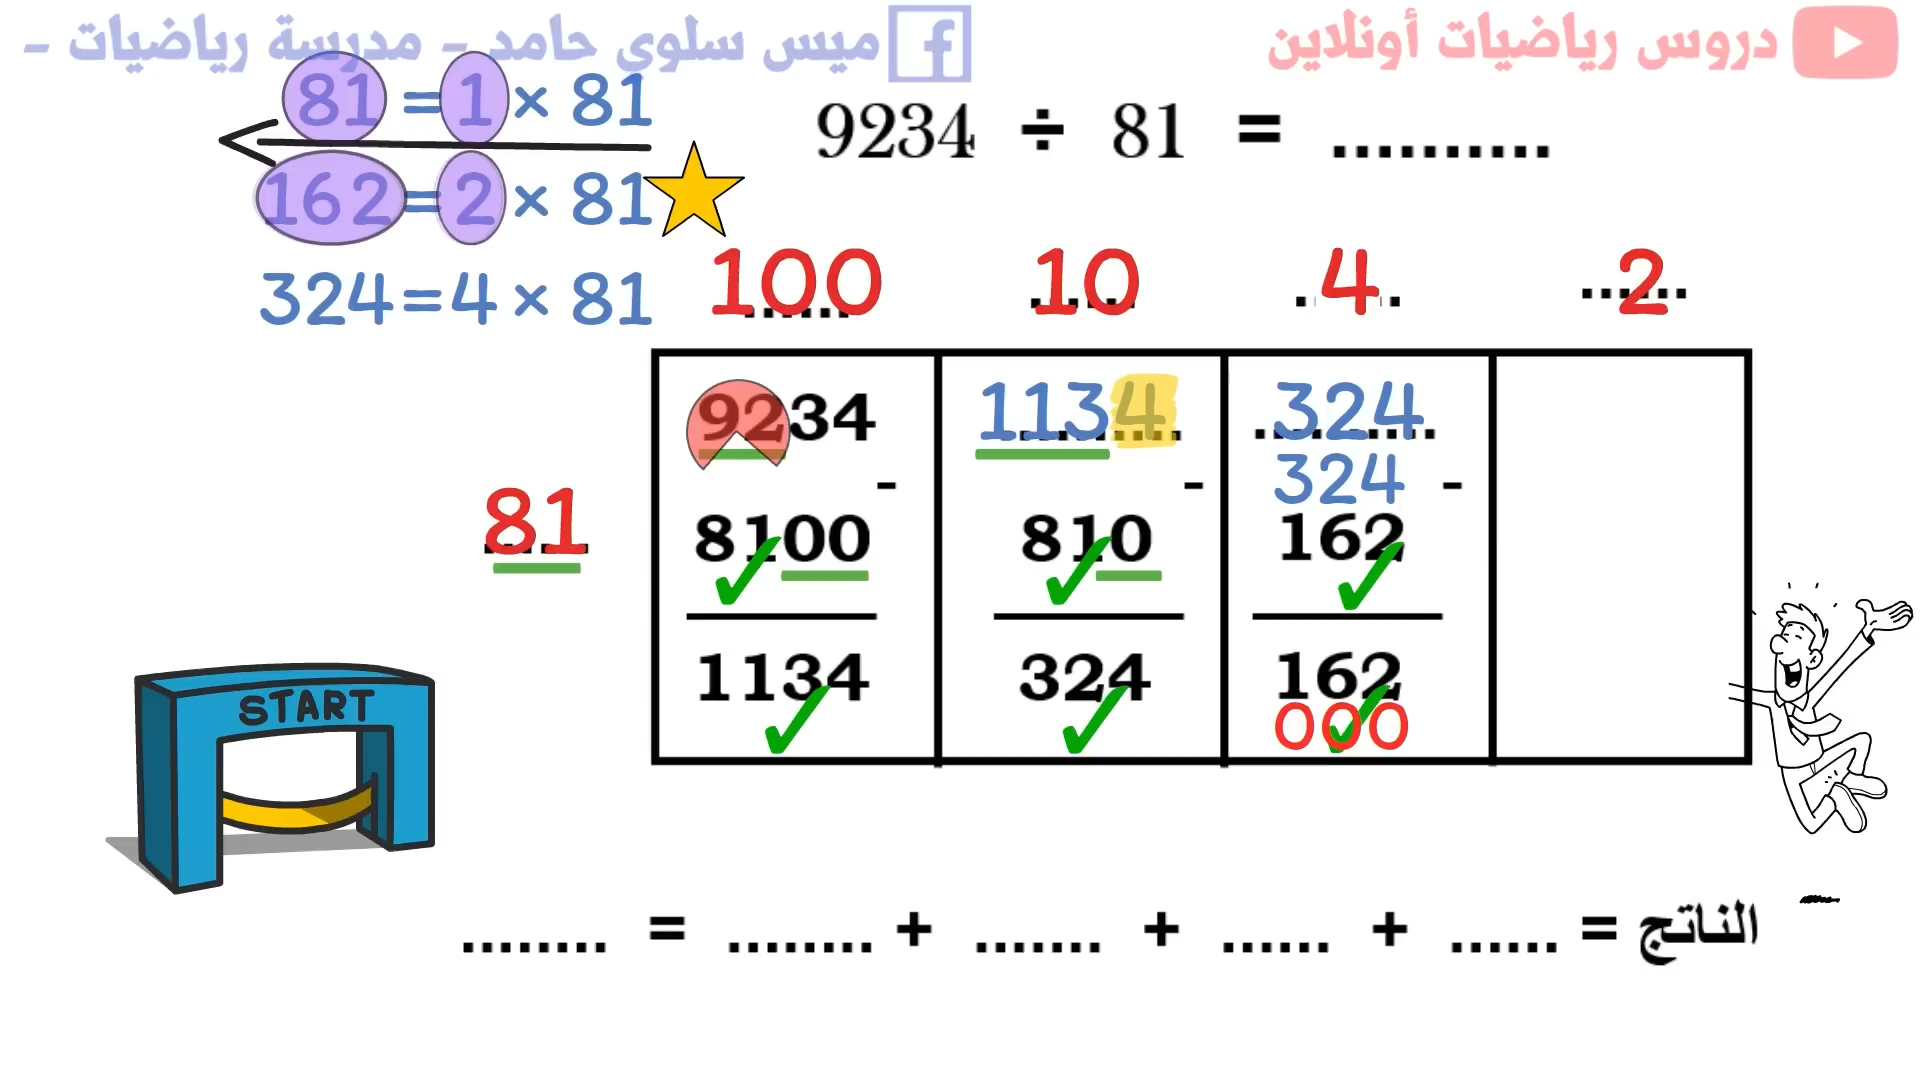 ميس سلوى حامد - مدرسة رياضيات -
دروس رياضيات أونلاين
81 = 1 × 81
162 = 2 × 81
324 = 4 × 81
9234 ÷ 81 = ..........
100 10 4 2
81
9234 1134 324
324
- - -
8100 810 162
1134 324 162
000
START
الناتج = ...... + ...... + ....... + ........ = ........